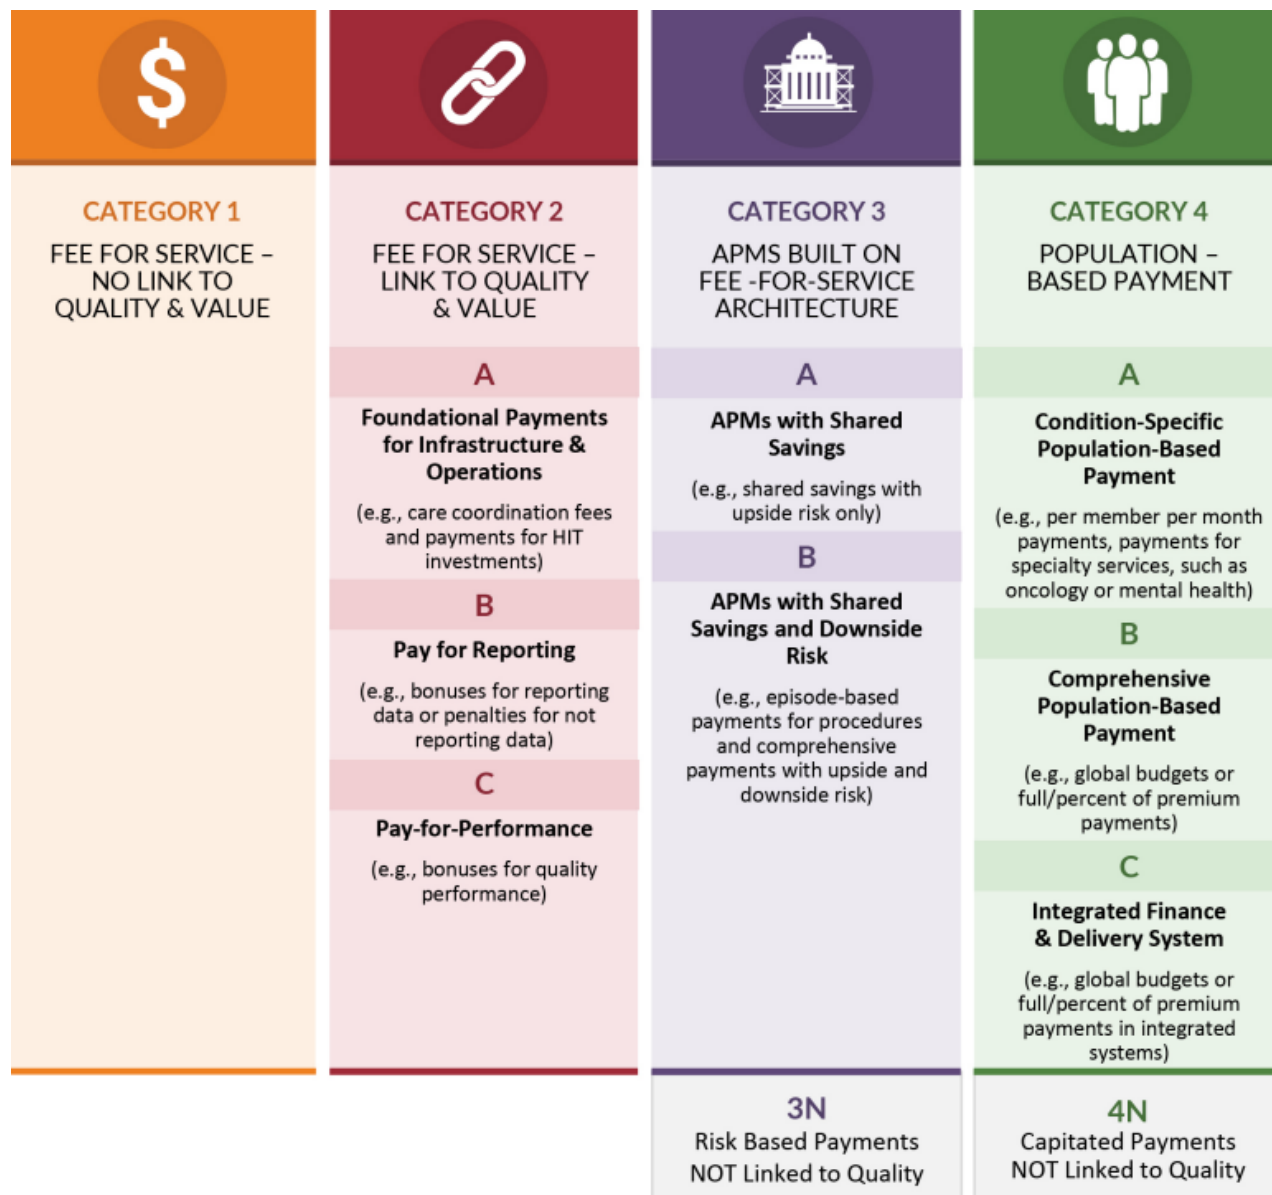 $
CATEGORY 1
FEE FOR SERVICE –
NO LINK TO
QUALITY & VALUE
CATEGORY 2
FEE FOR SERVICE –
LINK TO QUALITY
& VALUE
A
Foundational Payments
for Infrastructure &
Operations
(e.g., care coordination fees
and payments for HIT
investments)
B
Pay for Reporting
(e.g., bonuses for reporting
data or penalties for not
reporting data)
C
Pay-for-Performance
(e.g., bonuses for quality
performance)
CATEGORY 3
APMS BUILT ON
FEE -FOR-SERVICE
ARCHITECTURE
A
APMs with Shared
Savings
(e.g., shared savings with
upside risk only)
B
APMs with Shared
Savings and Downside
Risk
(e.g., episode-based
payments for procedures
and comprehensive
payments with upside and
downside risk)
3N
Risk Based Payments
NOT Linked to Quality
CATEGORY 4
POPULATION –
BASED PAYMENT
A
Condition-Specific
Population-Based
Payment
(e.g., per member per month
payments, payments for
specialty services, such as
oncology or mental health)
B
Comprehensive
Population-Based
Payment
(e.g., global budgets or
full/percent of premium
payments)
C
Integrated Finance
& Delivery System
(e.g., global budgets or
full/percent of premium
payments in integrated
systems)
4N
Capitated Payments
NOT Linked to Quality